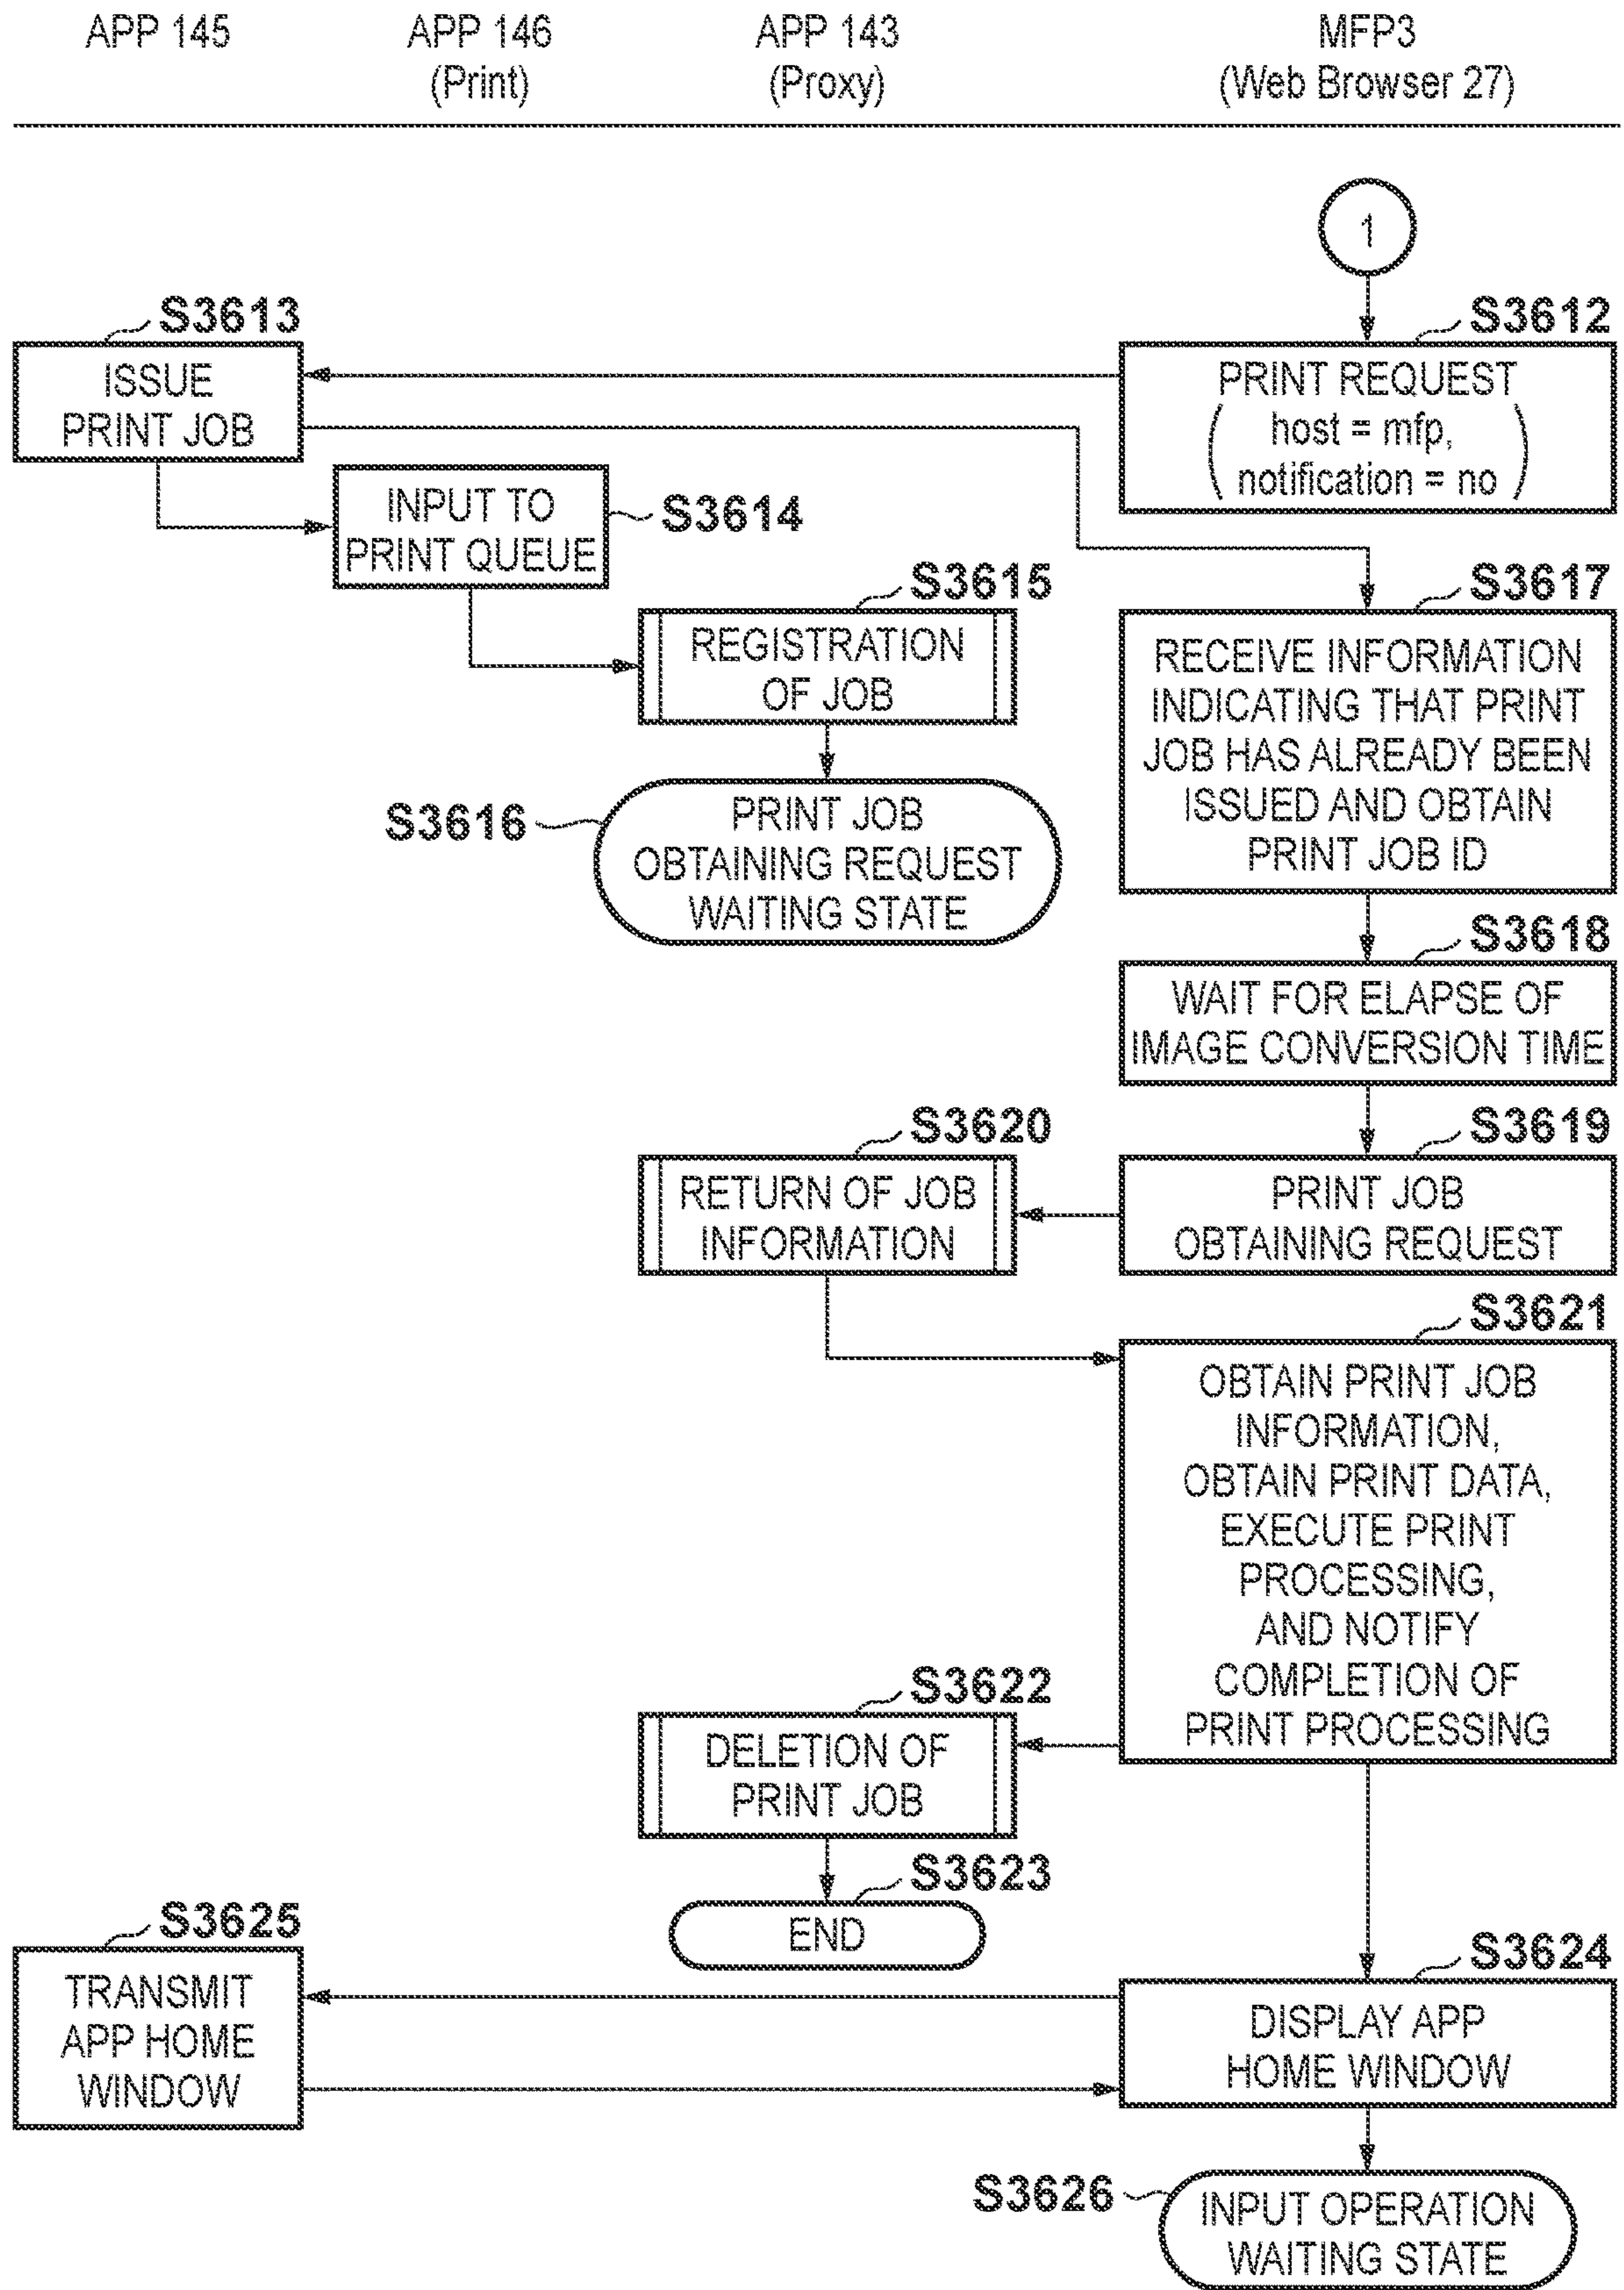 APP 145
APP 146
(Print)
APP 143
(Proxy)
MFP3
(Web Browser 27)
1
S3613
ISSUE
PRINT JOB
S3612
PRINT REQUEST
( host = mfp,
notification = no )
INPUT TO
PRINT QUEUE
S3614
S3615
REGISTRATION
OF JOB
S3616
PRINT JOB
OBTAINING REQUEST
WAITING STATE
S3617
RECEIVE INFORMATION
INDICATING THAT PRINT
JOB HAS ALREADY BEEN
ISSUED AND OBTAIN
PRINT JOB ID
S3618
WAIT FOR ELAPSE OF
IMAGE CONVERSION TIME
S3620
RETURN OF JOB
INFORMATION
S3619
PRINT JOB
OBTAINING REQUEST
S3621
OBTAIN PRINT JOB
INFORMATION,
OBTAIN PRINT DATA,
EXECUTE PRINT
PROCESSING,
AND NOTIFY
COMPLETION OF
PRINT PROCESSING
S3622
DELETION OF
PRINT JOB
S3623
END
S3625
TRANSMIT
APP HOME
WINDOW
S3624
DISPLAY APP
HOME WINDOW
S3626
INPUT OPERATION
WAITING STATE